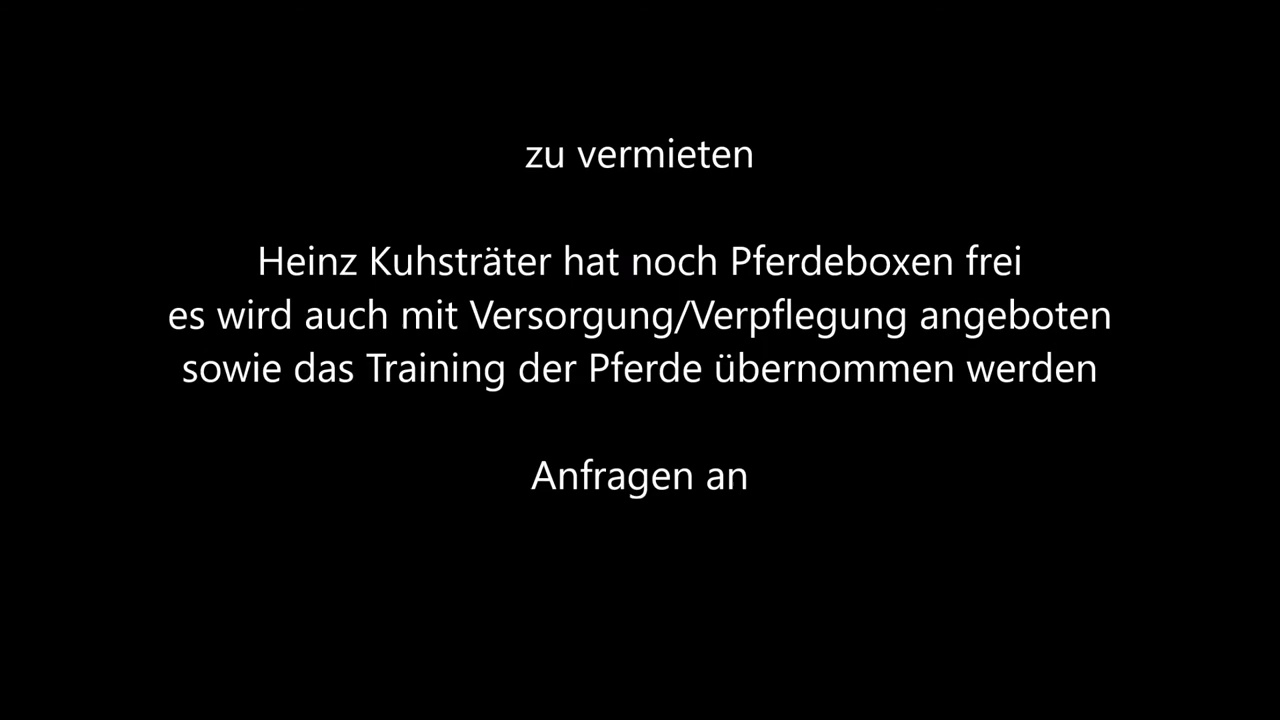 zu vermieten
Heinz Kuhsträter hat noch Pferdeboxen frei
es wird auch mit Versorgung/Verpflegung angeboten
sowie das Training der Pferde übernommen werden
Anfragen an